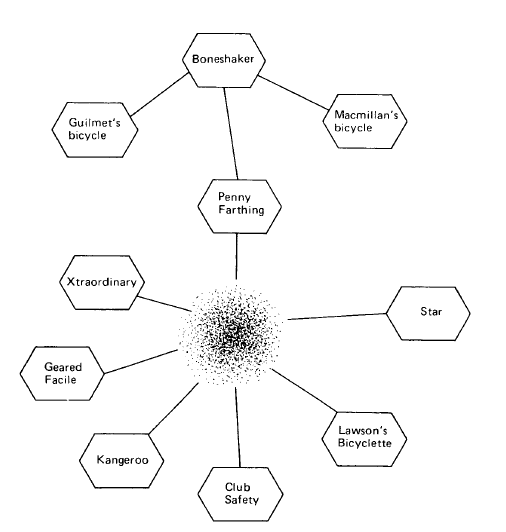 Boneshaker
Guilmet's
bicycle
Macmillan's
bicycle
Penny
Farthing
Xtraordinary
Star
Geared
Facile
Lawson's
Bicyclette
Kangeroo
Club
Safety